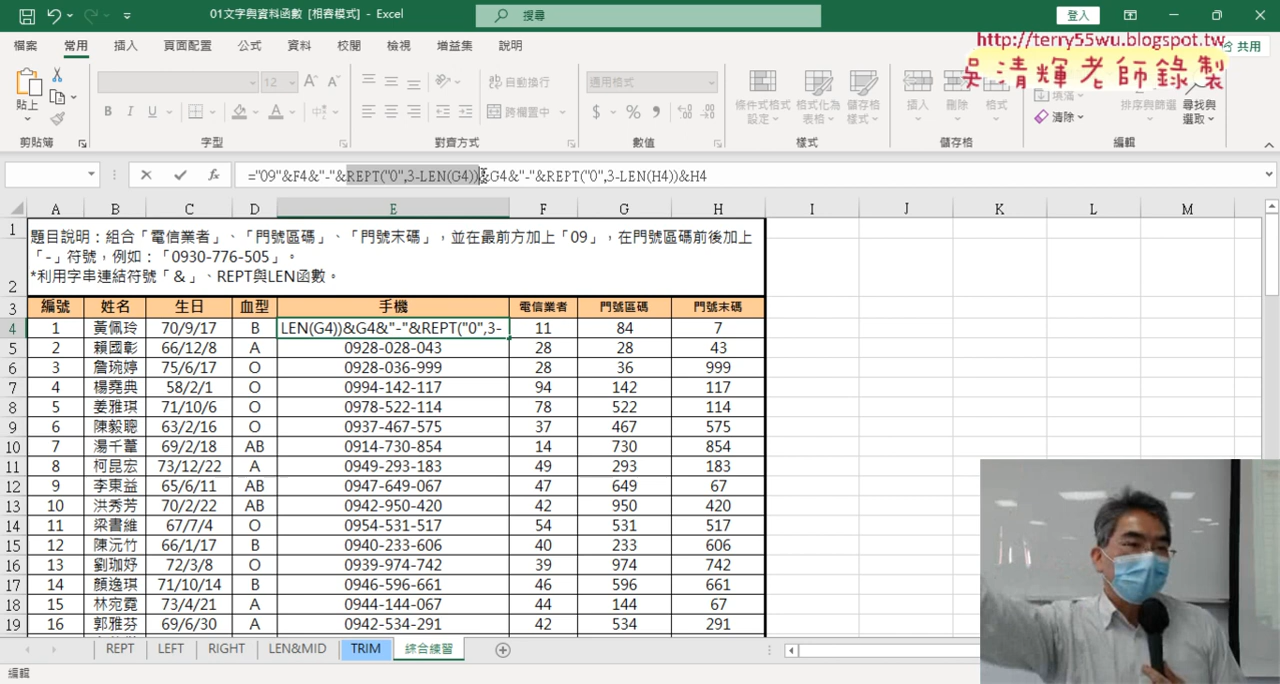 01文字與資料函數 [相容模式] - Excel
搜尋
登入
http://terry55wu.blogspot.tw
吳清輝老師錄製
檔案 常用 插入 頁面配置 公式 資料 校閱 檢視 增益集 說明 共用
貼上 12 A A 自動換行 通用格式 條件式格式設定 格式化為表格 儲存格樣式 插入 刪除 格式 填滿 清除 排序與篩選 尋找與選取
B I U A 跨欄置中 $ % 9
剪貼簿 字型 對齊方式 數值 樣式 儲存格 編輯
="09"&F4&"-"&REPT("0",3-LEN(G4))&G4&"-"&REPT("0",3-LEN(H4))&H4
A B C D E F G H I J K L M
1 題目說明：組合「電信業者」、「門號區碼」、「門號末碼」，並在最前方加上「09」，在門號區碼前後加上
「-」符號，例如：「0930-776-505」。
2 *利用字串連結符號「&」、REPT與LEN函數。
3 編號 姓名 生日 血型 手機 電信業者 門號區碼 門號末碼
4 1 黃佩玲 70/9/17 B LEN(G4))&G4&"-"&REPT("0",3- 11 84 7
5 2 賴國彰 66/12/8 A 0928-028-043 28 28 43
6 3 詹琬婷 75/6/17 O 0928-036-999 28 36 999
7 4 楊堯典 58/2/1 O 0994-142-117 94 142 117
8 5 姜雅琪 71/10/6 O 0978-522-114 78 522 114
9 6 陳毅聰 63/2/16 O 0937-467-575 37 467 575
10 7 湯千葦 69/2/18 AB 0914-730-854 14 730 854
11 8 柯昆宏 73/12/22 A 0949-293-183 49 293 183
12 9 李東益 65/6/11 AB 0947-649-067 47 649 67
13 10 洪秀芳 70/2/22 AB 0942-950-420 42 950 420
14 11 梁書維 67/7/4 O 0954-531-517 54 531 517
15 12 陳沅竹 66/1/17 B 0940-233-606 40 233 606
16 13 劉珈妤 72/3/8 O 0939-974-742 39 974 742
17 14 顏逸琪 71/10/14 B 0946-596-661 46 596 661
18 15 林宛霓 73/4/21 A 0944-144-067 44 144 67
19 16 郭雅芬 69/6/30 A 0942-534-291 42 534 291
REPT LEFT RIGHT LEN&MID TRIM 綜合練習
編輯